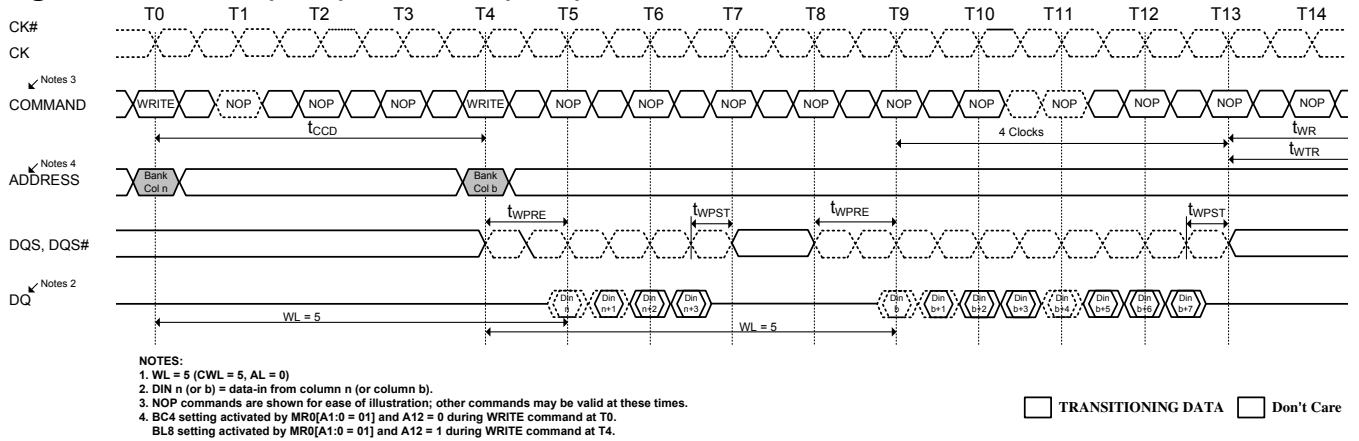 T0 T1 T2 T3 T4 T5 T6 T7 T8 T9 T10 T11 T12 T13 T14
CK#
CK
Notes 3
COMMAND
WRITE NOP NOP NOP WRITE NOP NOP NOP NOP NOP NOP NOP NOP NOP NOP
tCCD
4 Clocks
tWR
tWTR
Notes 4
ADDRESS
Bank Bank
Col n Col b
tWPRE tWPST tWPRE tWPST
DQS, DQS#
Notes 2
DQ
Din Din Din Din Din Din Din Din Din Din Din Din
n n+1 n+2 n+3 b b+1 b+2 b+3 b+4 b+5 b+6 b+7
WL = 5
WL = 5
NOTES:
1. WL = 5 (CWL = 5, AL = 0)
2. DIN n (or b) = data-in from column n (or column b).
3. NOP commands are shown for ease of illustration; other commands may be valid at these times.
4. BC4 setting activated by MR0[A1:0 = 01] and A12 = 0 during WRITE command at T0.
BL8 setting activated by MR0[A1:0 = 01] and A12 = 1 during WRITE command at T4.
TRANSITIONING DATA Don't Care